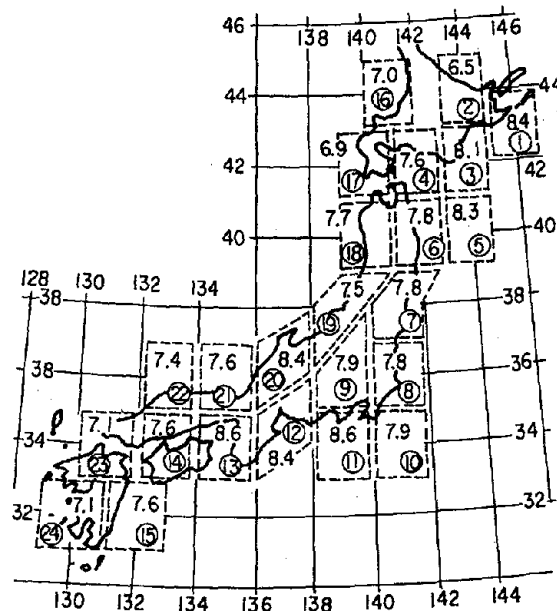 46 138 140 142 144 146
7.0 6.5
⑯ ② 44
44 8.4
6.9 7.6 8.1 ①
42 ⑰ ④ ③ 42
7.7 7.8 8.3
40 ⑱ ⑥ ⑤ 40
128 130 132 134
38 38 7.5 7.8 38
⑲ ⑦
7.4 7.6 8.4 7.9 7.8
36 ㉒ ㉑ ⑳ ⑨ ⑧ 36
7.1 7.6 8.6 ⑫ 8.6 7.9
34 ㉓ ⑭ ⑬ 8.4 ⑪ ⑩ 34
7.1 7.6
32 ㉔ ⑮ 32
130 132 134 136 138 140 142 144